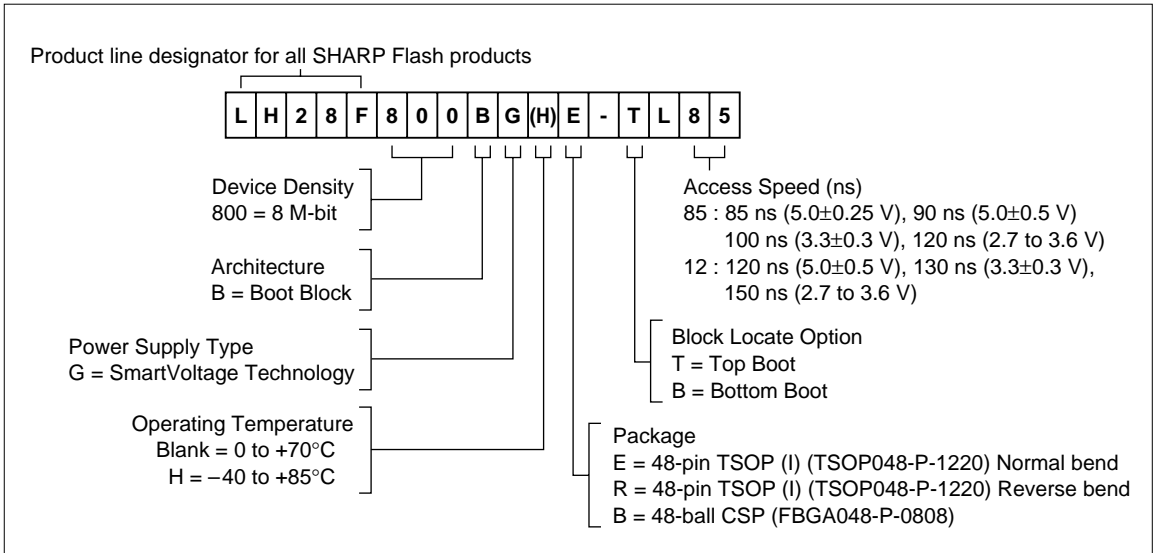 Product line designator for all SHARP Flash products
L H 2 8 F 8 0 0 B G (H) E - T L 8 5
Device Density
800 = 8 M-bit
Architecture
B = Boot Block
Power Supply Type
G = SmartVoltage Technology
Operating Temperature
Blank = 0 to +70°C
H = −40 to +85°C
Access Speed (ns)
85 : 85 ns (5.0±0.25 V), 90 ns (5.0±0.5 V)
100 ns (3.3±0.3 V), 120 ns (2.7 to 3.6 V)
12 : 120 ns (5.0±0.5 V), 130 ns (3.3±0.3 V),
150 ns (2.7 to 3.6 V)
Block Locate Option
T = Top Boot
B = Bottom Boot
Package
E = 48-pin TSOP (I) (TSOP048-P-1220) Normal bend
R = 48-pin TSOP (I) (TSOP048-P-1220) Reverse bend
B = 48-ball CSP (FBGA048-P-0808)